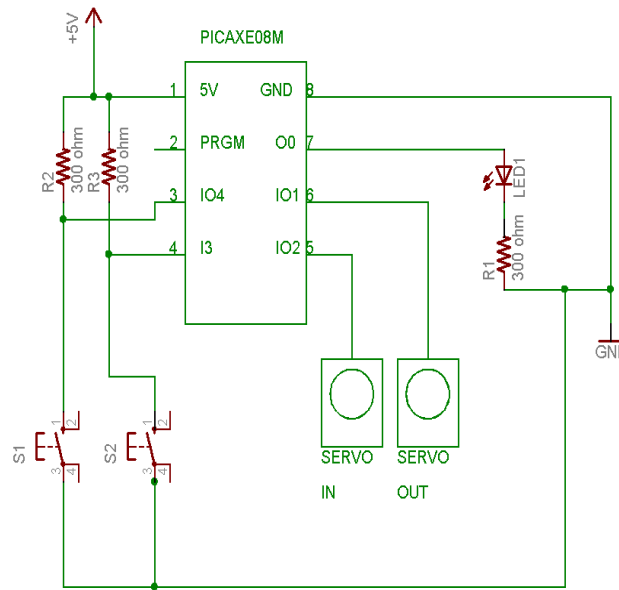 +5V
PICAXE08M
1 5V GND 8
2 PRGM O0 7
3 IO4 IO1 6
4 I3 IO2 5
R2
300 ohm
R3
300 ohm
LED1
R1
300 ohm
GND
S1
1 2
3 4
S2
1 2
3 4
SERVO
IN
SERVO
OUT